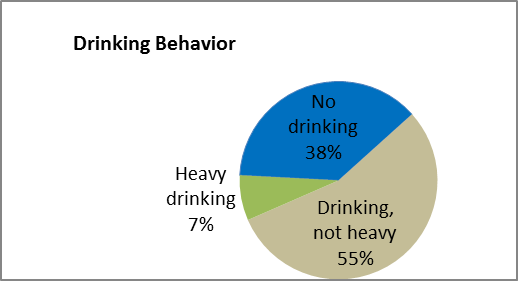 Drinking Behavior
No
drinking
38%
Heavy
drinking
7%
Drinking,
not heavy
55%